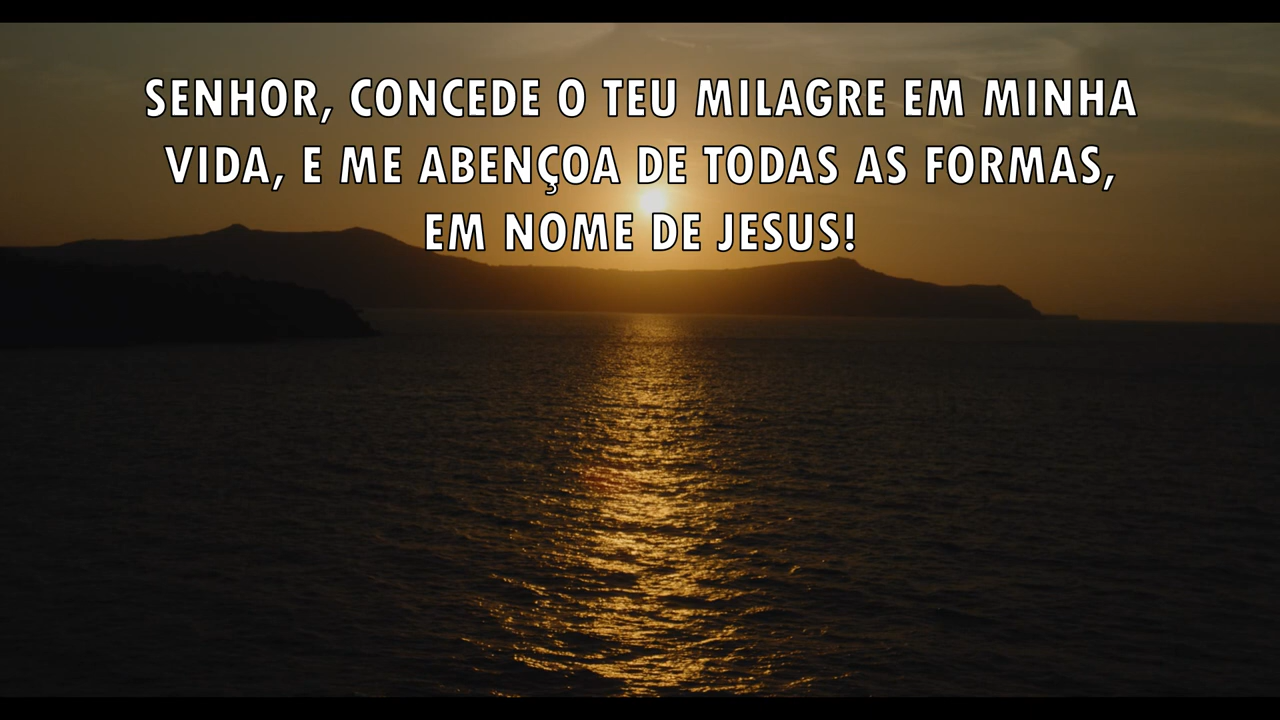 SENHOR, CONCEDE O TEU MILAGRE EM MINHA
VIDA, E ME ABENÇOA DE TODAS AS FORMAS,
EM NOME DE JESUS!